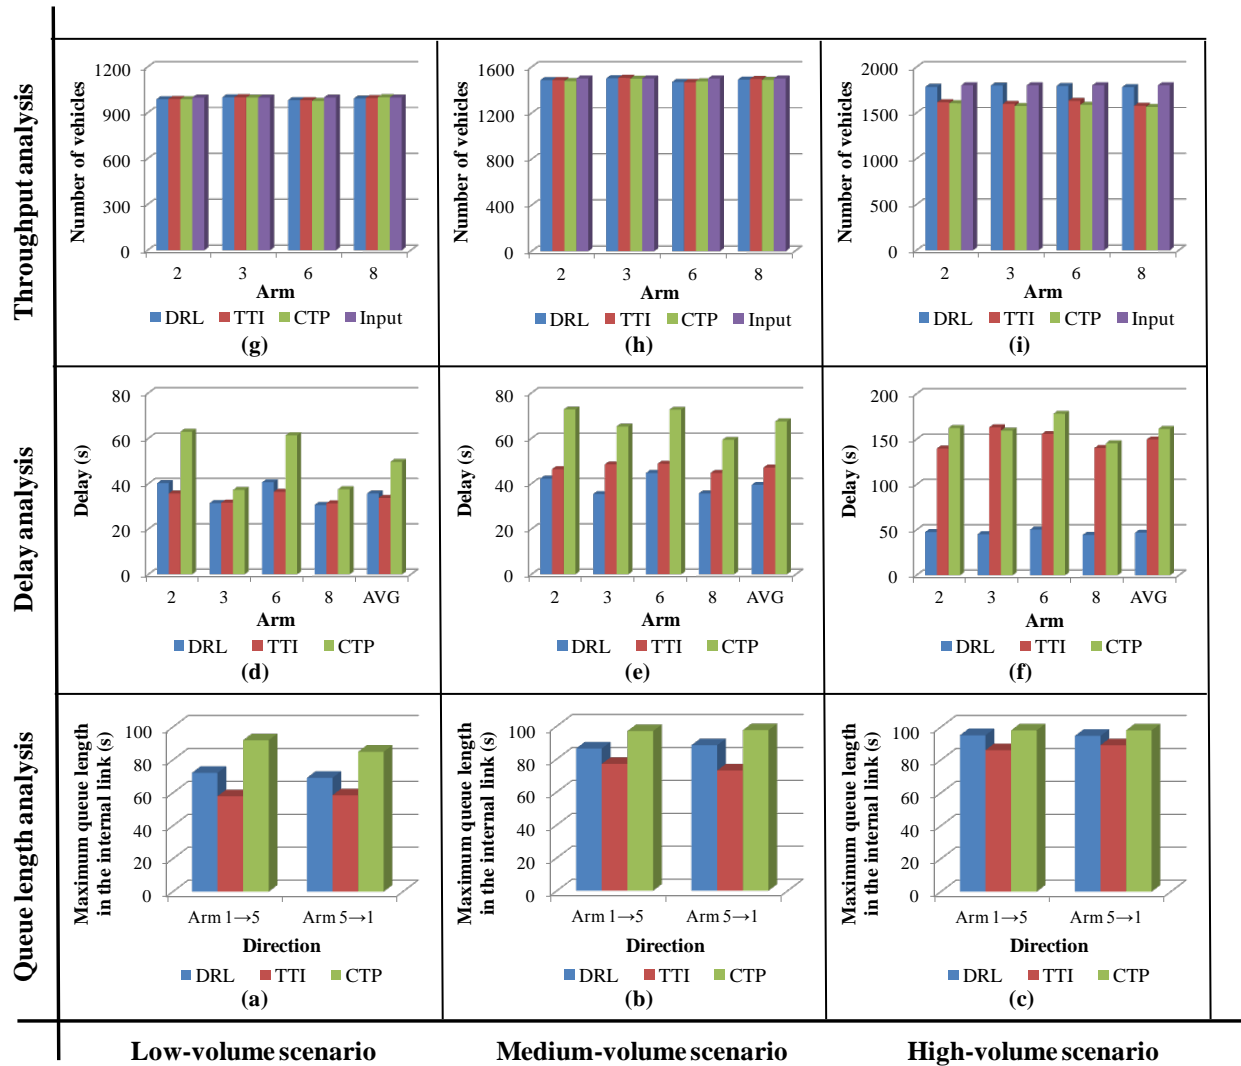 Throughput analysis
Number of vehicles
1200
900
600
300
0
2 3 6 8
Arm
DRL TTI CTP Input
(g)
Number of vehicles
1600
1200
800
400
0
2 3 6 8
Arm
DRL TTI CTP Input
(h)
Number of vehicles
2000
1500
1000
500
0
2 3 6 8
Arm
DRL TTI CTP Input
(i)
Delay analysis
Delay (s)
80
60
40
20
0
2 3 6 8 AVG
Arm
DRL TTI CTP
(d)
Delay (s)
80
60
40
20
0
2 3 6 8 AVG
Arm
DRL TTI CTP
(e)
Delay (s)
200
150
100
50
0
2 3 6 8 AVG
Arm
DRL TTI CTP
(f)
Queue length analysis
Maximum queue length
in the internal link (s)
100
80
60
40
20
0
Arm 1→5 Arm 5→1
Direction
DRL TTI CTP
(a)
Maximum queue length
in the internal link (s)
100
80
60
40
20
0
Arm 1→5 Arm 5→1
Direction
DRL TTI CTP
(b)
Maximum queue length
in the internal link (s)
100
80
60
40
20
0
Arm 1→5 Arm 5→1
Direction
DRL TTI CTP
(c)
Low-volume scenario
Medium-volume scenario
High-volume scenario